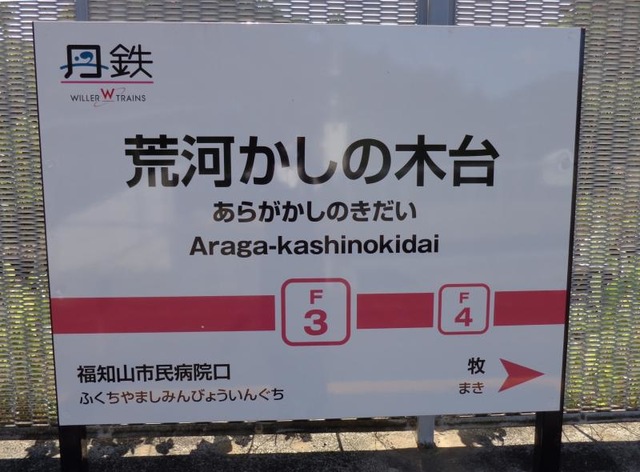 丹鉄
WILLER TRAINS
荒河かしの木台
あらがかしのきだい
Araga-kashinokidai
F
3
F
4
福知山市民病院口
ふくちやましみんびょういんぐち
牧
まき